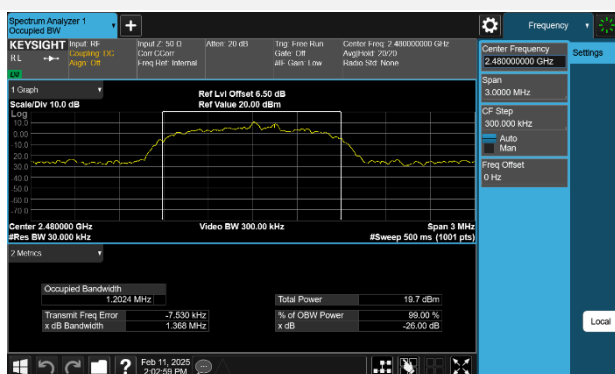 Spectrum Analyzer 1
Occupied BW
Frequency
KEYSIGHT
Input: RF
Coupling: DC
Align: Off
Input Z: 50 Ω
Corr CCorr
Freq Ref: Internal
Atten: 20 dB
Trig: Free Run
Gate: Off
#IF Gain: Low
Center Freq: 2.480000000 GHz
Avg|Hold: 20/20
Radio Std: None
RL
1 Graph
Scale/Div 10.0 dB
Ref Lvl Offset 6.50 dB
Ref Value 20.00 dBm
Log
10.0
0.00
-10.0
-20.0
-30.0
-40.0
-50.0
-60.0
-70.0
Center 2.480000 GHz
#Res BW 30.000 kHz
Video BW 300.00 kHz
Span 3 MHz
#Sweep 500 ms (1001 pts)
2 Metrics
Occupied Bandwidth
1.2024 MHz
Total Power
19.7 dBm
Transmit Freq Error
-7.530 kHz
% of OBW Power
99.00 %
x dB Bandwidth
1.368 MHz
x dB
-26.00 dB
Feb 11, 2025
2:02:59 PM
Center Frequency
2.480000000 GHz
Settings
Span
3.0000 MHz
CF Step
300.000 kHz
Auto
Man
Freq Offset
0 Hz
Local